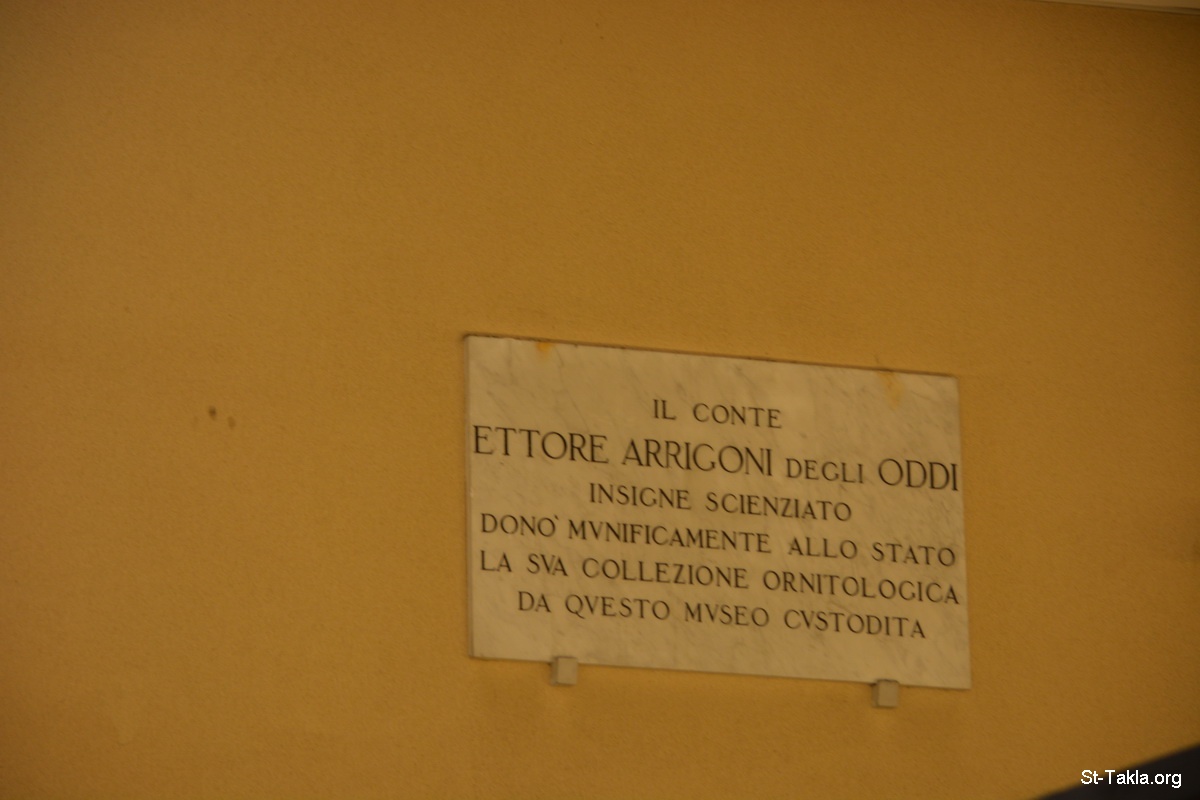 IL CONTE
ETTORE ARRIGONI DEGLI ODDI
INSIGNE SCIENZIATO
DONO' MVNIFICAMENTE ALLO STATO
LA SVA COLLEZIONE ORNITOLOGICA
DA QVESTO MVSEO CVSTODITA
St-Takla.org